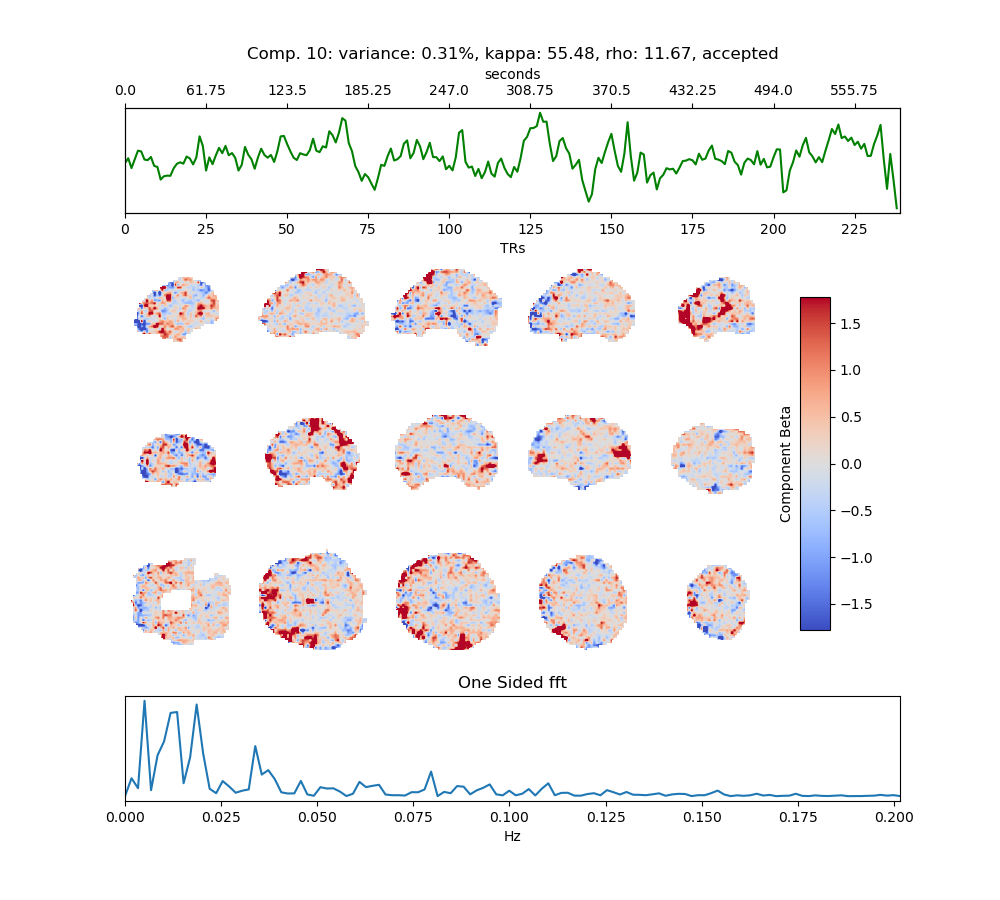 Comp. 10: variance: 0.31%, kappa: 55.48, rho: 11.67, accepted
seconds
0.0 61.75 123.5 185.25 247.0 308.75 370.5 432.25 494.0 555.75
0 25 50 75 100 125 150 175 200 225
TRs
1.5
1.0
0.5
0.0
−0.5
−1.0
−1.5
Component Beta
One Sided fft
0.000 0.025 0.050 0.075 0.100 0.125 0.150 0.175 0.200
Hz